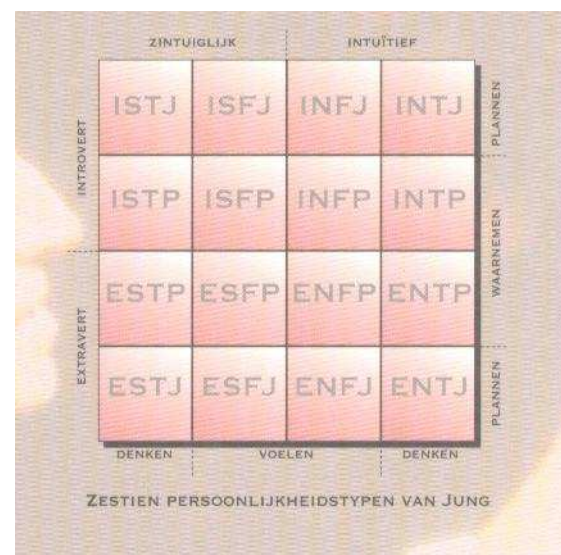 ZINTUIGLIJK INTUÏTIEF
ISTJ ISFJ INFJ INTJ
PLANNEN
INTROVERT
ISTP ISFP INFP INTP
WAARNEMEN
ESTP ESFP ENFP ENTP
EXTRAVERT
ESTJ ESFJ ENFJ ENTJ
PLANNEN
DENKEN VOELEN DENKEN
ZESTIEN PERSOONLIJKHEIDSTYPEN VAN JUNG